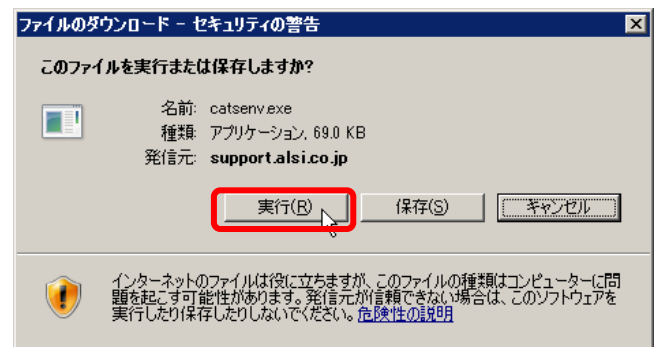 ファイルのダウンロード - セキュリティの警告
このファイルを実行または保存しますか?
名前: catsenv.exe
種類: アプリケーション, 69.0 KB
発信元: support.alsi.co.jp
実行(R) 保存(S) キャンセル
インターネットのファイルは役に立ちますが、このファイルの種類はコンピューターに問
題を起こす可能性があります。発信元が信頼できない場合は、このソフトウェアを
実行したり保存したりしないでください。危険性の説明